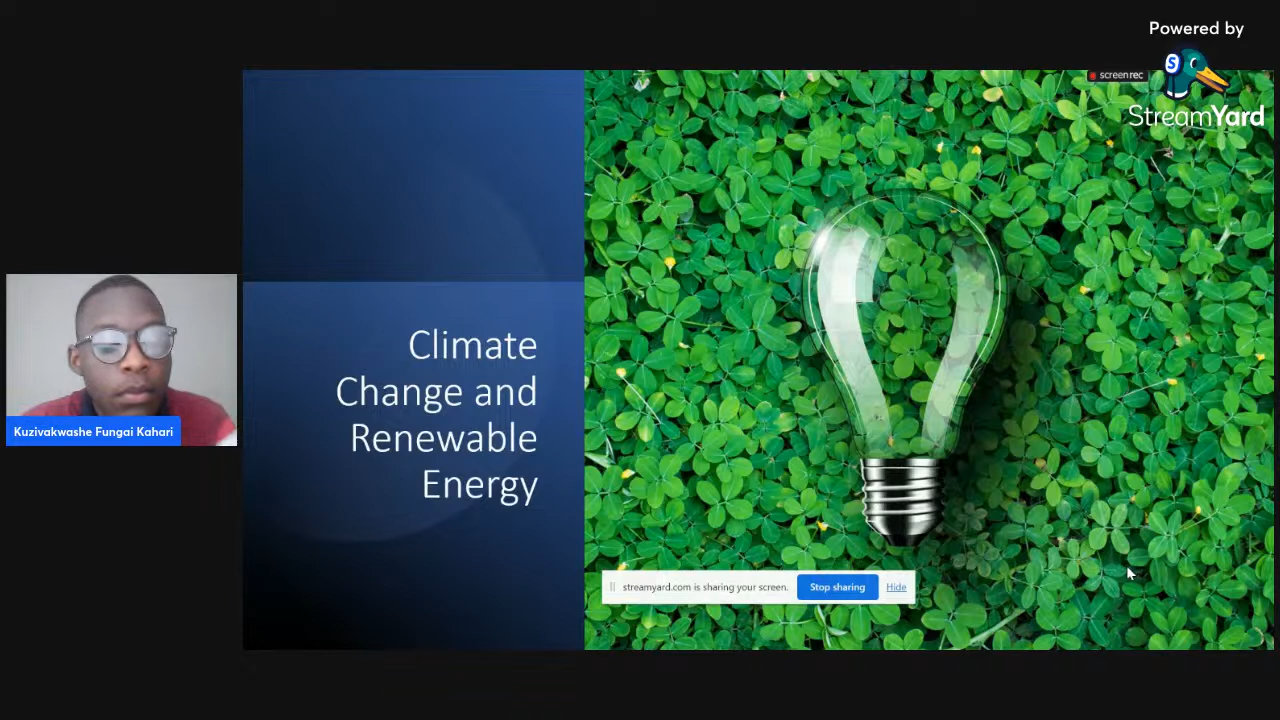 Powered by
screenrec
StreamYard
Climate
Change and
Renewable
Energy
Kuzivakwashe Fungai Kahari
streamyard.com is sharing your screen. Stop sharing Hide